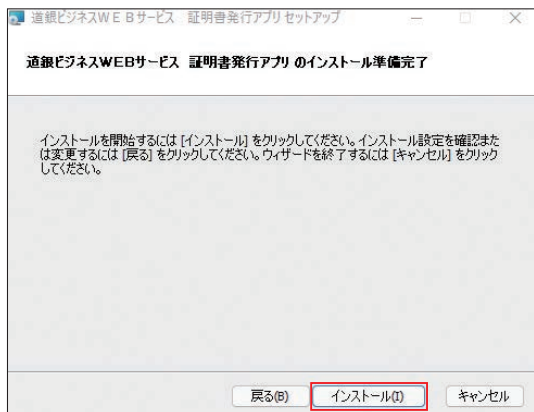 道銀ビジネスWEBサービス 証明書発行アプリ セットアップ
道銀ビジネスWEBサービス 証明書発行アプリ のインストール準備完了
インストールを開始するには [インストール] をクリックしてください。インストール設定を確認また
は変更するには [戻る] をクリックしてください。ウィザードを終了するには [キャンセル] をクリック
してください。
戻る(B) インストール(I) キャンセル